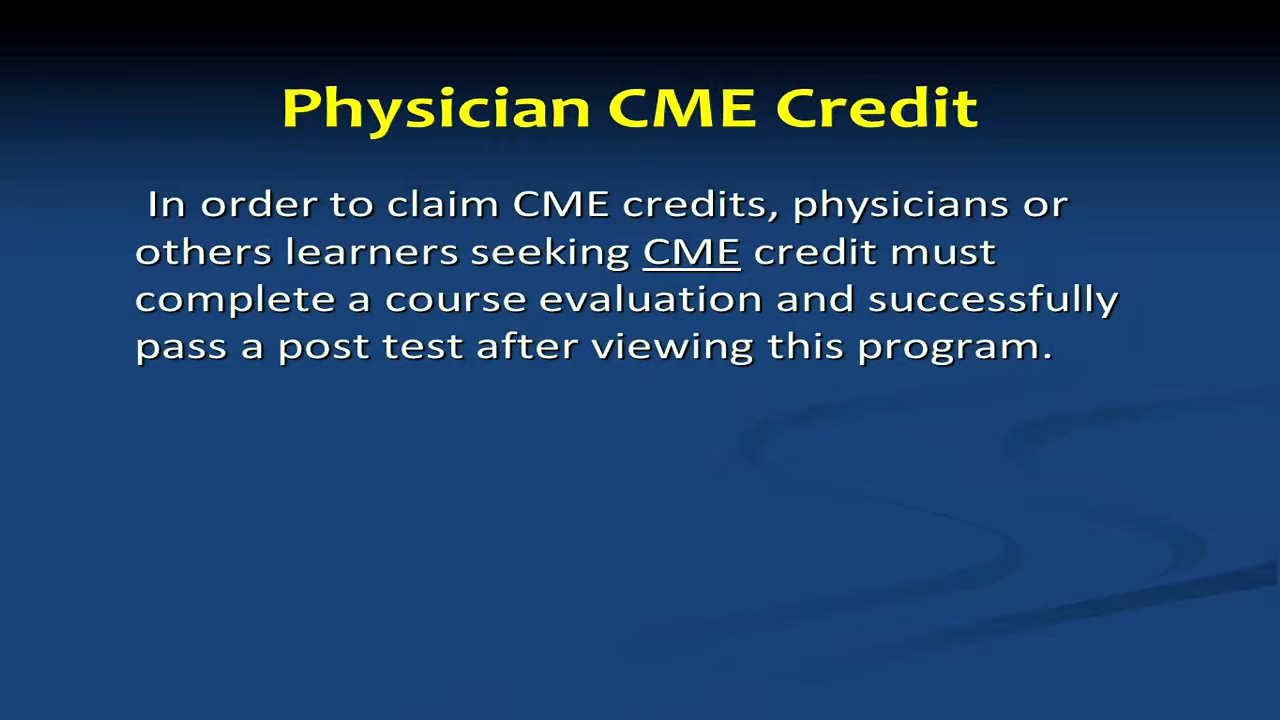 Physician CME Credit
In order to claim CME credits, physicians or
others learners seeking CME credit must
complete a course evaluation and successfully
pass a post test after viewing this program.